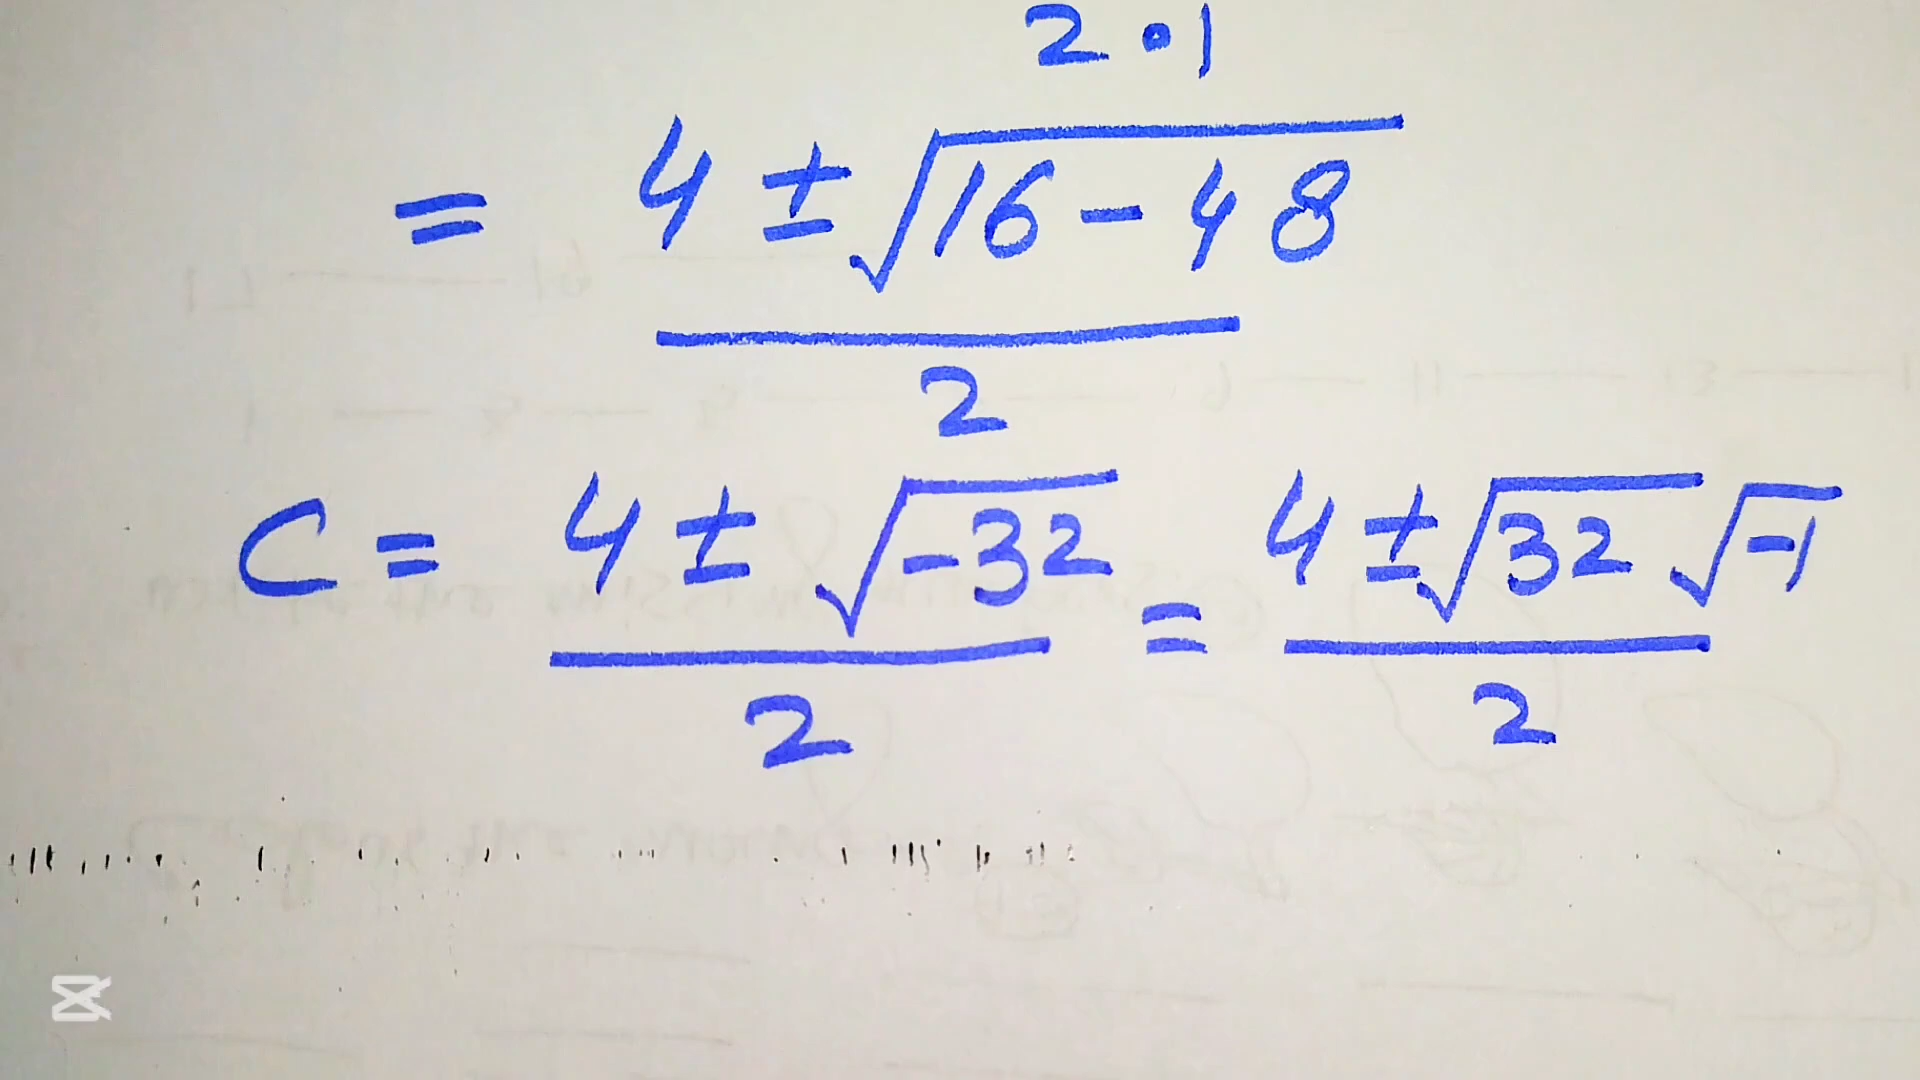 2 • 1
= 4 ± √16 - 48
2
C = 4 ± √-32 = 4 ± √32 √-1
2 2